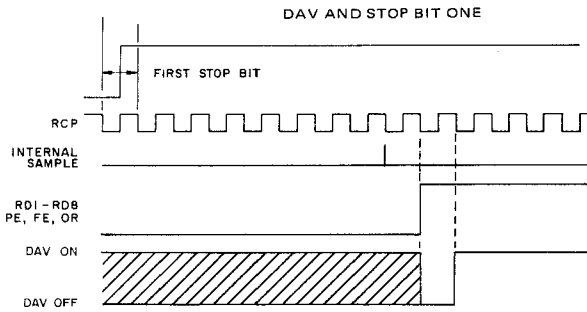 DAV AND STOP BIT ONE
FIRST STOP BIT
RCP
INTERNAL
SAMPLE
RD1-RD8
PE, FE, OR
DAV ON
DAV OFF